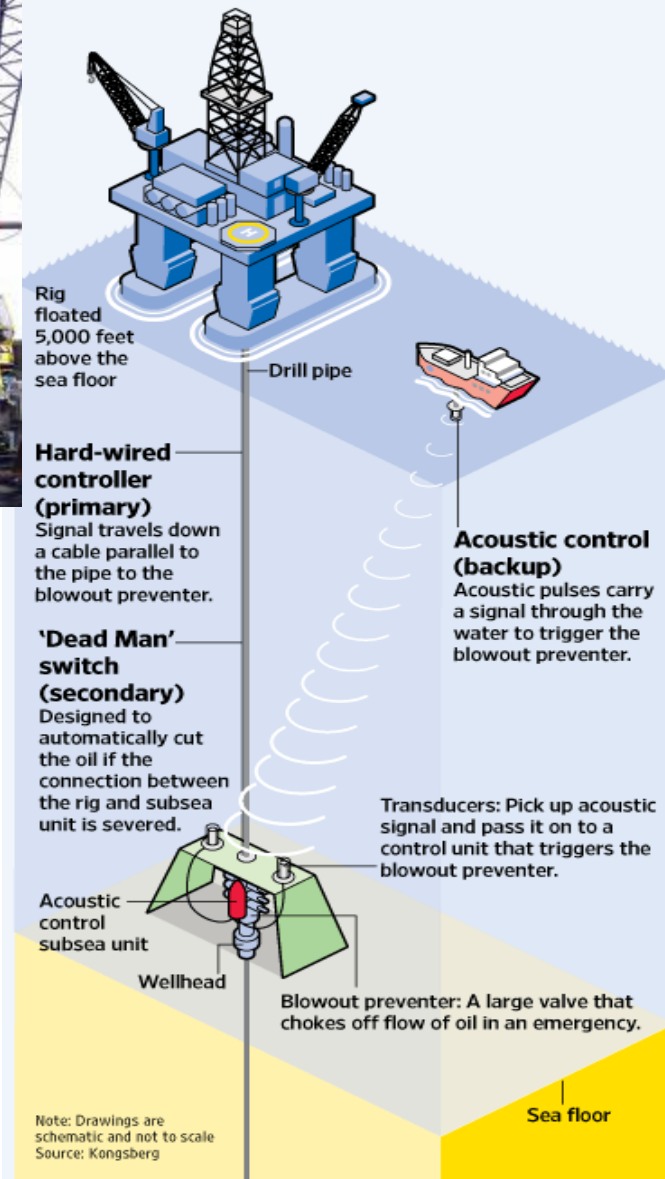 H
Rig
floated
5,000 feet
above the
sea floor
Drill pipe
Hard-wired
controller
(primary)
Signal travels down
a cable parallel to
the pipe to the
blowout preventer.
Acoustic control
(backup)
Acoustic pulses carry
a signal through the
water to trigger the
blowout preventer.
‘Dead Man’
switch
(secondary)
Designed to
automatically cut
the oil if the
connection between
the rig and subsea
unit is severed.
Transducers: Pick up acoustic
signal and pass it on to a
control unit that triggers the
blowout preventer.
Acoustic
control
subsea unit
Wellhead
Blowout preventer: A large valve that
chokes off flow of oil in an emergency.
Sea floor
Note: Drawings are
schematic and not to scale
Source: Kongsberg